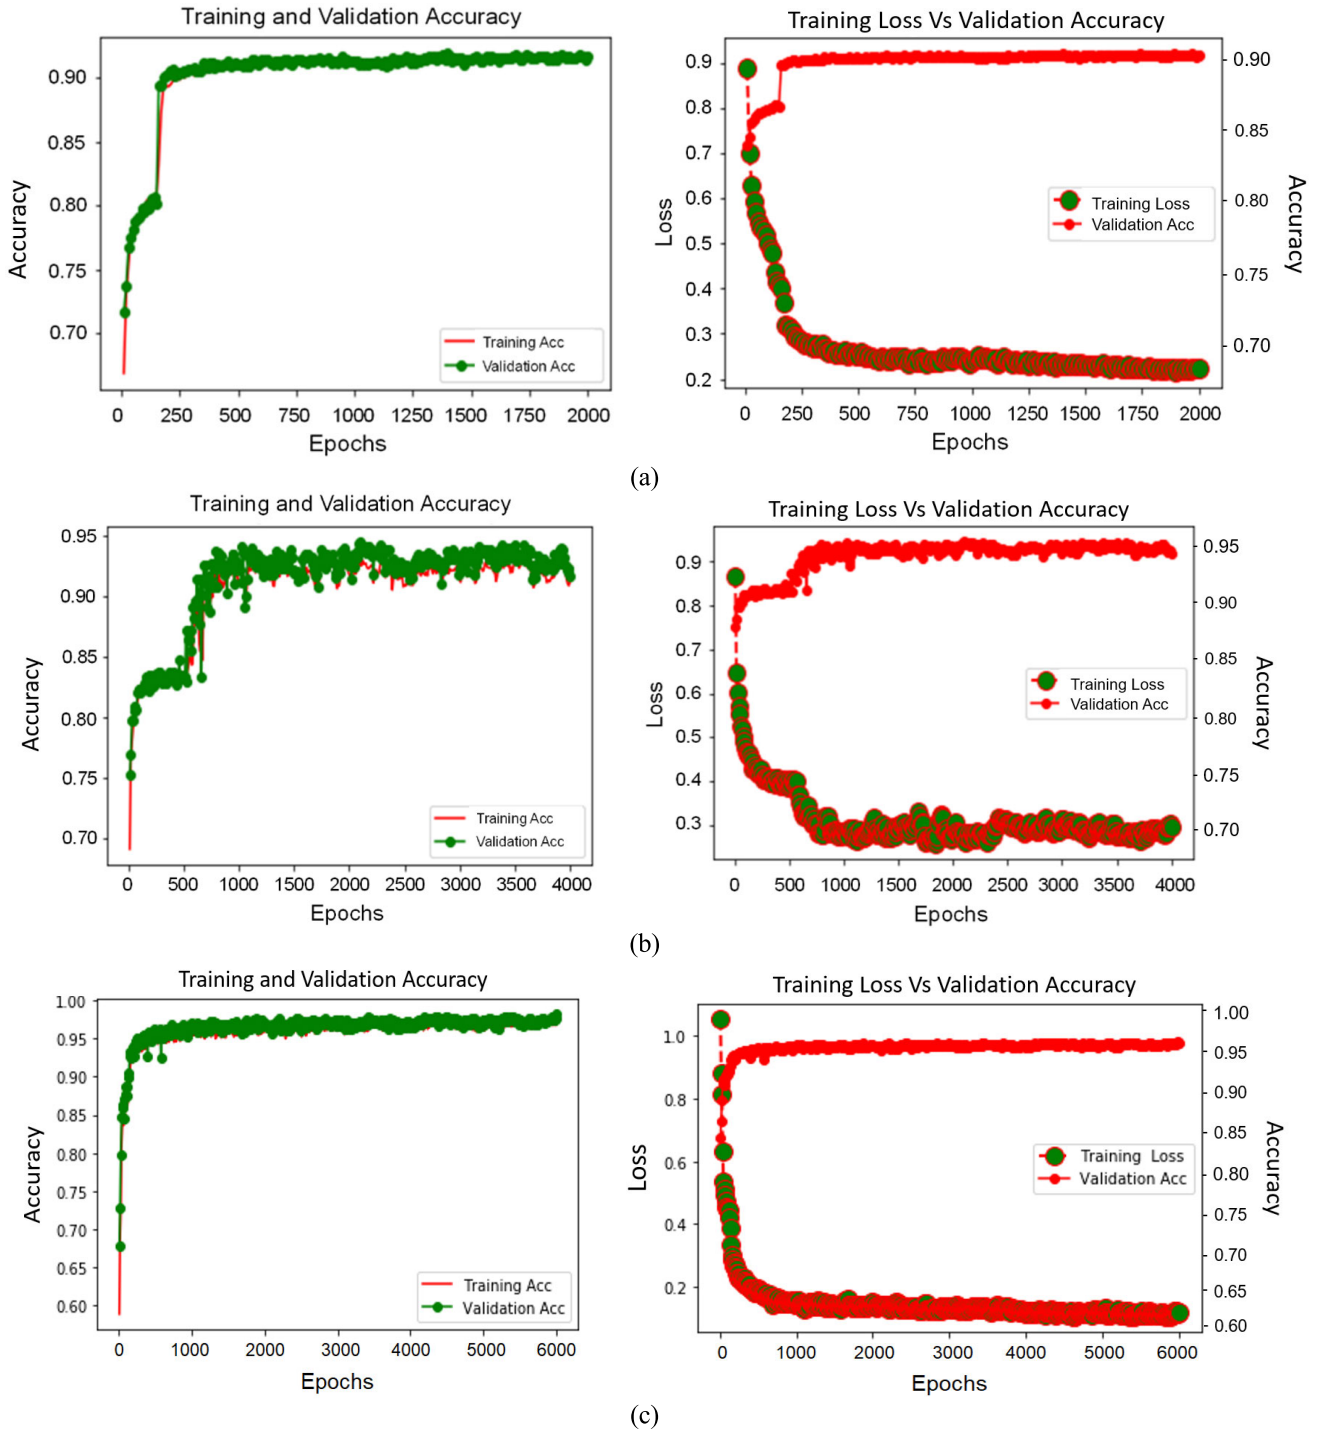 Training and Validation Accuracy
0.90
0.85
0.80
0.75
0.70
Accuracy
Training Acc
Validation Acc
0 250 500 750 1000 1250 1500 1750 2000
Epochs
Training Loss Vs Validation Accuracy
0.9
0.8
0.7
0.6
0.5
0.4
0.3
0.2
Loss
Training Loss
Validation Acc
0.90
0.85
0.80
0.75
0.70
Accuracy
0 250 500 750 1000 1250 1500 1750 2000
Epochs
(a)
Training and Validation Accuracy
0.95
0.90
0.85
0.80
0.75
0.70
Accuracy
Training Acc
Validation Acc
0 500 1000 1500 2000 2500 3000 3500 4000
Epochs
Training Loss Vs Validation Accuracy
0.9
0.8
0.7
0.6
0.5
0.4
0.3
Loss
Training Loss
Validation Acc
0.95
0.90
0.85
0.80
0.75
0.70
Accuracy
0 500 1000 1500 2000 2500 3000 3500 4000
Epochs
(b)
Training and Validation Accuracy
1.00
0.95
0.90
0.85
0.80
0.75
0.70
0.65
0.60
Accuracy
Training Acc
Validation Acc
0 1000 2000 3000 4000 5000 6000
Epochs
Training Loss Vs Validation Accuracy
1.0
0.8
0.6
0.4
0.2
Loss
Training Loss
Validation Acc
1.00
0.95
0.90
0.85
0.80
0.75
0.70
0.65
0.60
Accuracy
0 1000 2000 3000 4000 5000 6000
Epochs
(c)